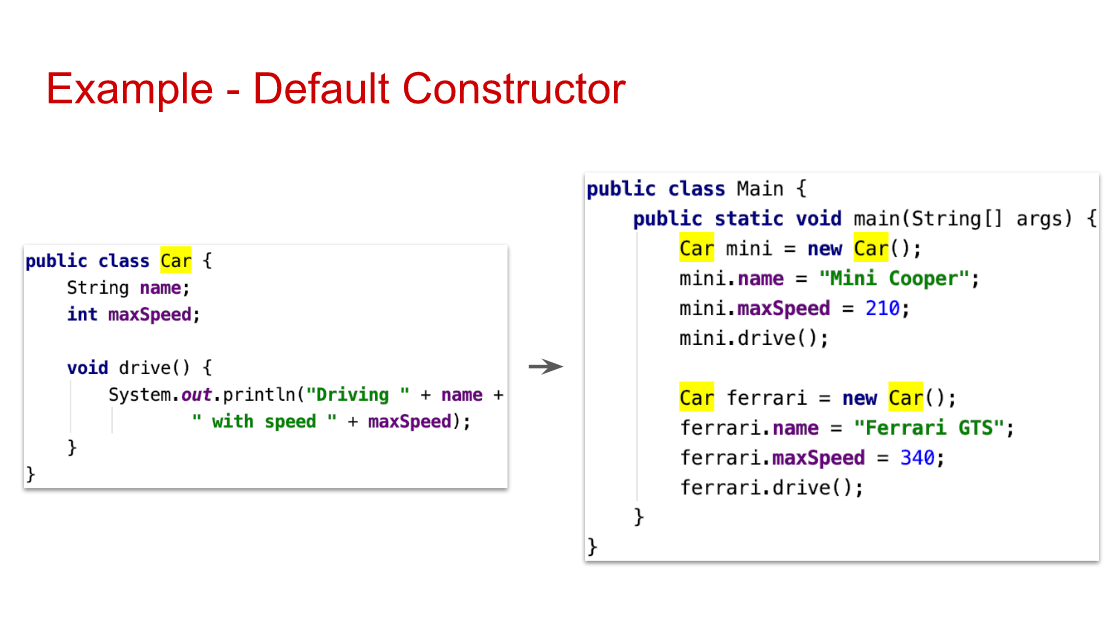 Example - Default Constructor
public class Car {
    String name;
    int maxSpeed;

    void drive() {
        System.out.println("Driving " + name +
                " with speed " + maxSpeed);
    }
}
public class Main {
    public static void main(String[] args) {
        Car mini = new Car();
        mini.name = "Mini Cooper";
        mini.maxSpeed = 210;
        mini.drive();

        Car ferrari = new Car();
        ferrari.name = "Ferrari GTS";
        ferrari.maxSpeed = 340;
        ferrari.drive();
    }
}